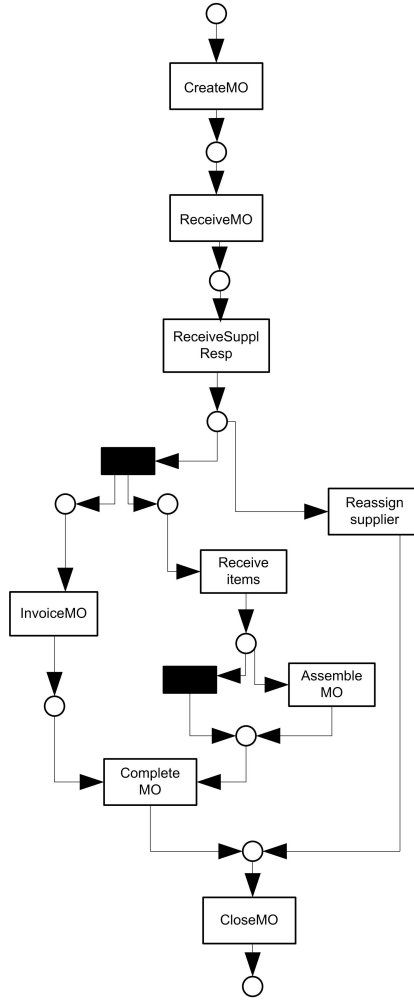 CreateMO
ReceiveMO
ReceiveSuppl
Resp
Reassign
supplier
Receive
items
InvoiceMO
Assemble
MO
Complete
MO
CloseMO